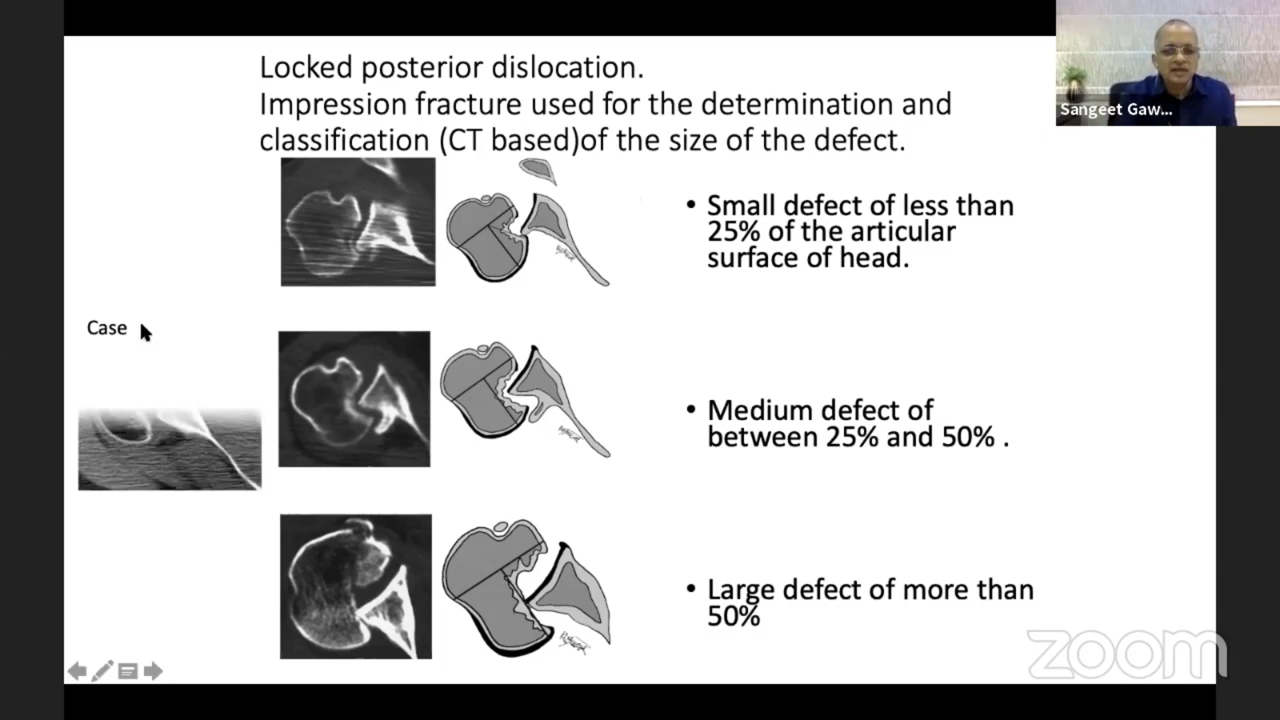 Locked posterior dislocation.
Impression fracture used for the determination and
classification (CT based)of the size of the defect.
Sangeet Gaw...
• Small defect of less than
25% of the articular
surface of head.
Case
• Medium defect of
between 25% and 50% .
• Large defect of more than
50%
zoom